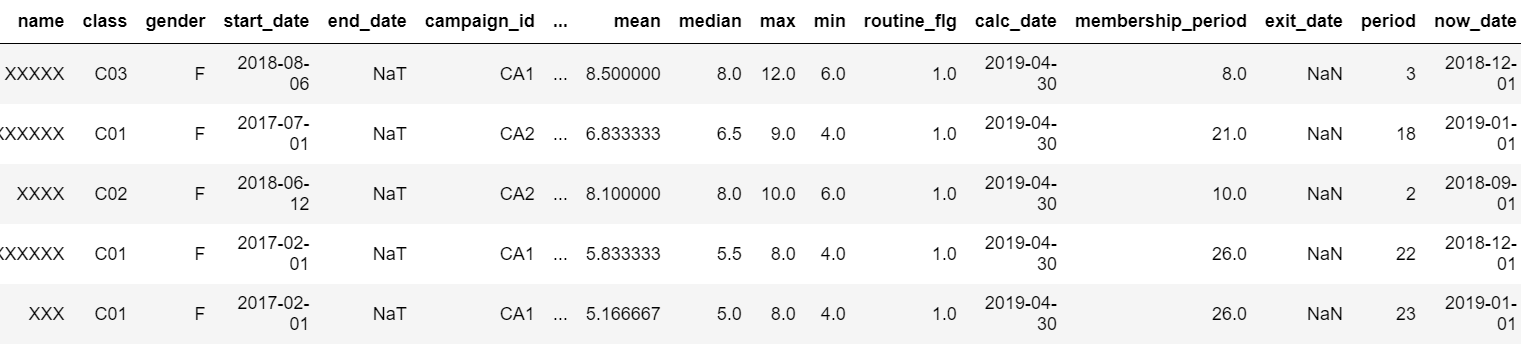 name class gender start_date end_date campaign_id ... mean median max min routine_flg calc_date membership_period exit_date period now_date
XXXXX C03 F 2018-08-06 NaT CA1 ... 8.500000 8.0 12.0 6.0 1.0 2019-04-30 8.0 NaN 3 2018-12-01
XXXXXX C01 F 2017-07-01 NaT CA2 ... 6.833333 6.5 9.0 4.0 1.0 2019-04-30 21.0 NaN 18 2019-01-01
XXXX C02 F 2018-06-12 NaT CA2 ... 8.100000 8.0 10.0 6.0 1.0 2019-04-30 10.0 NaN 2 2018-09-01
XXXXXX C01 F 2017-02-01 NaT CA1 ... 5.833333 5.5 8.0 4.0 1.0 2019-04-30 26.0 NaN 22 2018-12-01
XXX C01 F 2017-02-01 NaT CA1 ... 5.166667 5.0 8.0 4.0 1.0 2019-04-30 26.0 NaN 23 2019-01-01